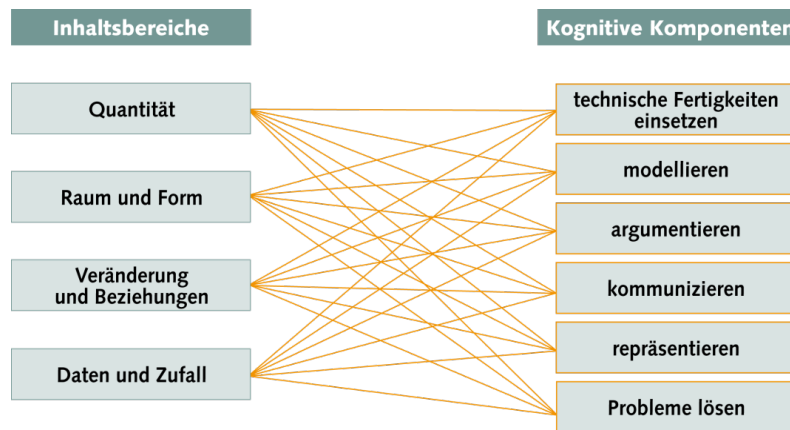 Inhaltsbereiche
Kognitive Komponenten
Quantität
Raum und Form
Veränderung
und Beziehungen
Daten und Zufall
technische Fertigkeiten
einsetzen
modellieren
argumentieren
kommunizieren
repräsentieren
Probleme lösen